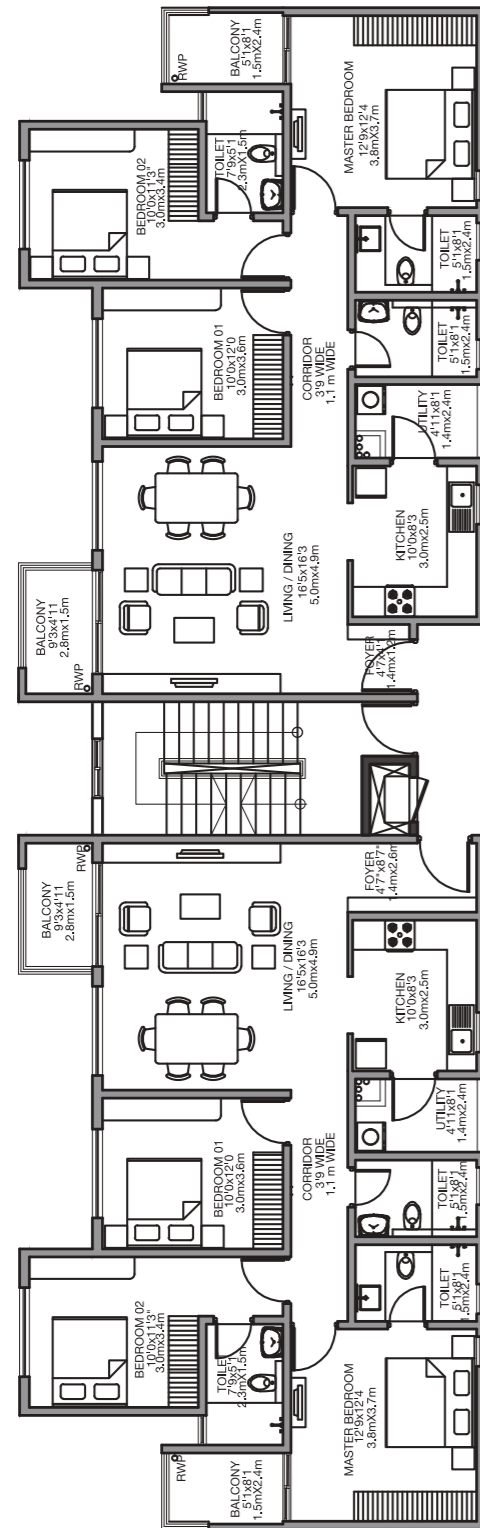 BALCONY
9'3x4'11
2.8mx1.5m
RWP
BALCONY
9'3x4'11
2.8mx1.5m
RWP
BEDROOM 02
10'0x11'3"
3.0mx3.4m
BEDROOM 02
10'0x11'3"
3.0mx3.4m
RWP
BALCONY
5'1x8'1
1.5mX2.4m
TOILET
7'9x5'1
2.3mX1.5m
BEDROOM 01
10'0x12'0
3.0mx3.6m
BEDROOM 01
10'0x12'0
3.0mx3.6m
TOILET
7'9x5'1
2.3mX1.5m
RWP
BALCONY
5'1x8'1
1.5mX2.4m
CORRIDOR
3'9 WIDE
1.1 m WIDE
LIVING / DINING
16'5x16'3
5.0mx4.9m
LIVING / DINING
16'5x16'3
5.0mx4.9m
CORRIDOR
3'9 WIDE
1.1 m WIDE
MASTER BEDROOM
12'9x12'4
3.8mX3.7m
FOYER
4'7"x8'7"
1.4mx2.6m
FOYER
4'7x4'1
1.4mx1.2m
MASTER BEDROOM
12'9x12'4
3.8mX3.7m
TOILET
5'1x8'1
1.5mx2.4m
TOILET
5'1x8'1
1.5mx2.4m
UTILITY
4'11x8'1
1.4mx2.4m
KITCHEN
10'0x8'3
3.0mx2.5m
KITCHEN
10'0x8'3
3.0mx2.5m
UTILITY
4'11x8'1
1.4mx2.4m
TOILET
5'1x8'1
1.5mx2.4m
TOILET
5'1x8'1
1.5mx2.4m